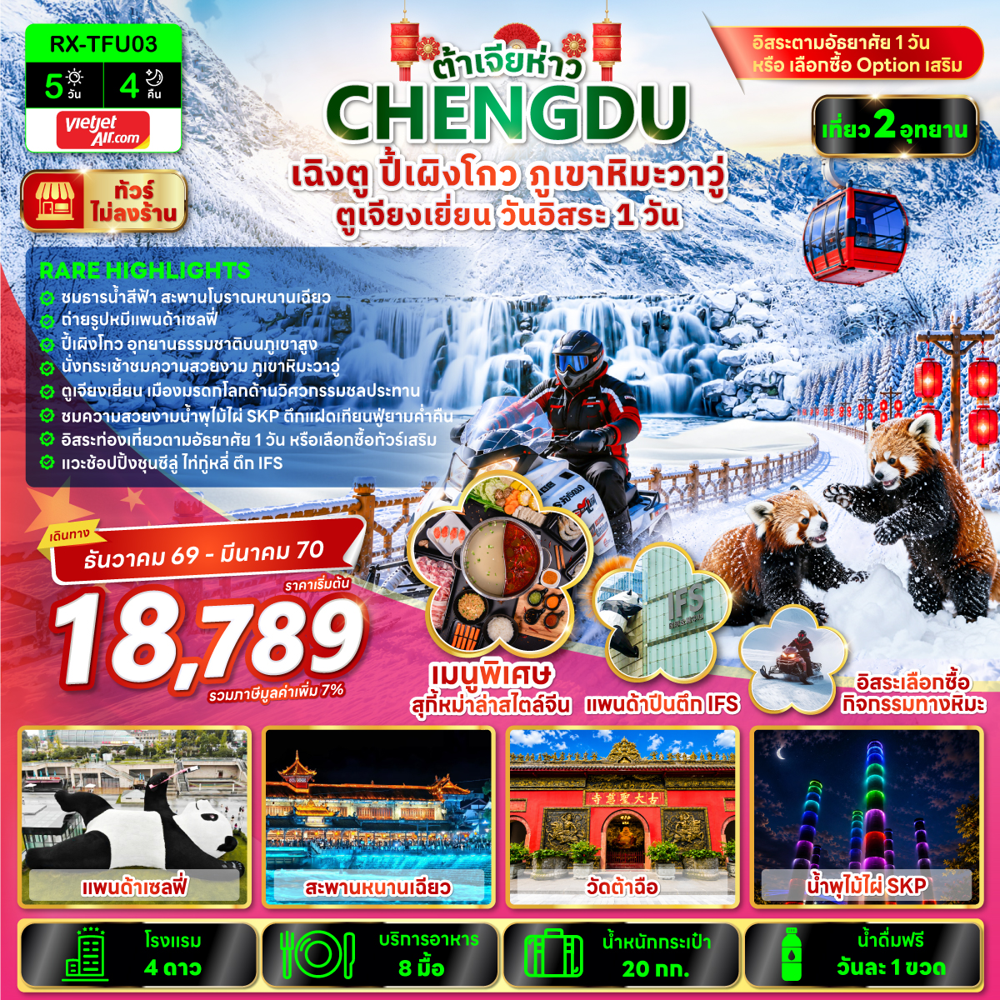 RX-TFU03
5 วัน
4 คืน
vietjet Air.com
ทัวร์
ไม่ลงร้าน
ต้าเจียห่าว
CHENGDU
เฉิงตู ปี้เผิงโกว ภูเขาหิมะวาวู่
ตูเจียงเยี่ยน วันอิสระ 1 วัน
อิสระตามอัธยาศัย 1 วัน
หรือ เลือกซื้อ Option เสริม
เที่ยว 2 อุทยาน
RARE HIGHLIGHTS
ชมธารน้ำสีฟ้า สะพานโบราณหนานเฉียว
ถ่ายรูปหมีแพนด้าเซลฟี่
ปี้เผิงโกว อุทยานธรรมชาติบนภูเขาสูง
นั่งกระเช้าชมความสวยงาม ภูเขาหิมะวาวู่
ตูเจียงเยี่ยน เมืองมรดกโลกด้านวิศวกรรมชลประทาน
ชมความสวยงามน้ำพุไม้ไผ่ SKP ตึกแฝดเทียนฟู่ยามค่ำคืน
อิสระท่องเที่ยวตามอัธยาศัย 1 วัน หรือเลือกซื้อทัวร์เสริม
แวะช้อปปิ้งชุนซีลู่ ไท่กู่หลี่ ตึก IFS
เดินทาง
ธันวาคม 69 - มีนาคม 70
ราคาเริ่มต้น
18,789
รวมภาษีมูลค่าเพิ่ม 7%
เมนูพิเศษ
สุกี้หม่าล่าสไตล์จีน
IFS
แพนด้าปีนตึก IFS
อิสระเลือกซื้อ
กิจกรรมทางหิมะ
แพนด้าเซลฟี่
สะพานหนานเฉียว
寺慈聖大古
วัดต้าฉือ
น้ำพุไม้ไผ่ SKP
โรงแรม
4 ดาว
บริการอาหาร
8 มื้อ
น้ำหนักกระเป๋า
20 กก.
น้ำดื่มฟรี
วันละ 1 ขวด